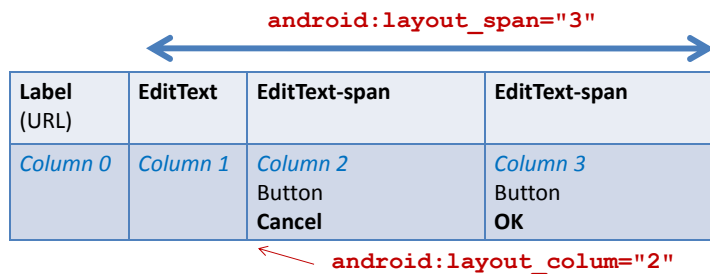 android:layout_span="3"
Label EditText EditText-span EditText-span
(URL)
Column 0 Column 1 Column 2 Column 3
Button Button
Cancel OK
android:layout_colum="2"